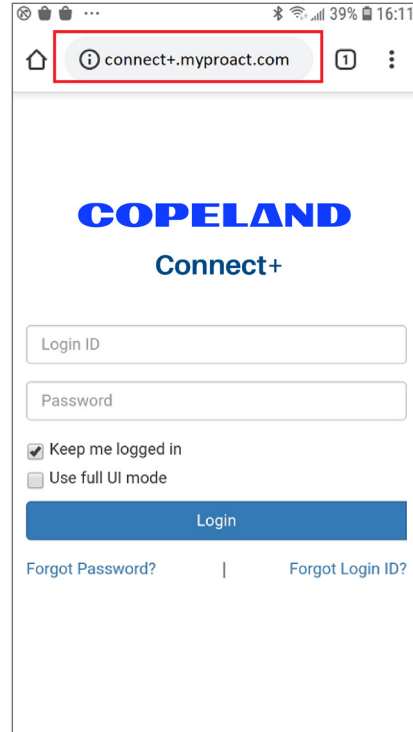 39% 16:11
connect+.myproact.com 1
COPELAND
Connect+
Login ID
Password
Keep me logged in
Use full UI mode
Login
Forgot Password? | Forgot Login ID?